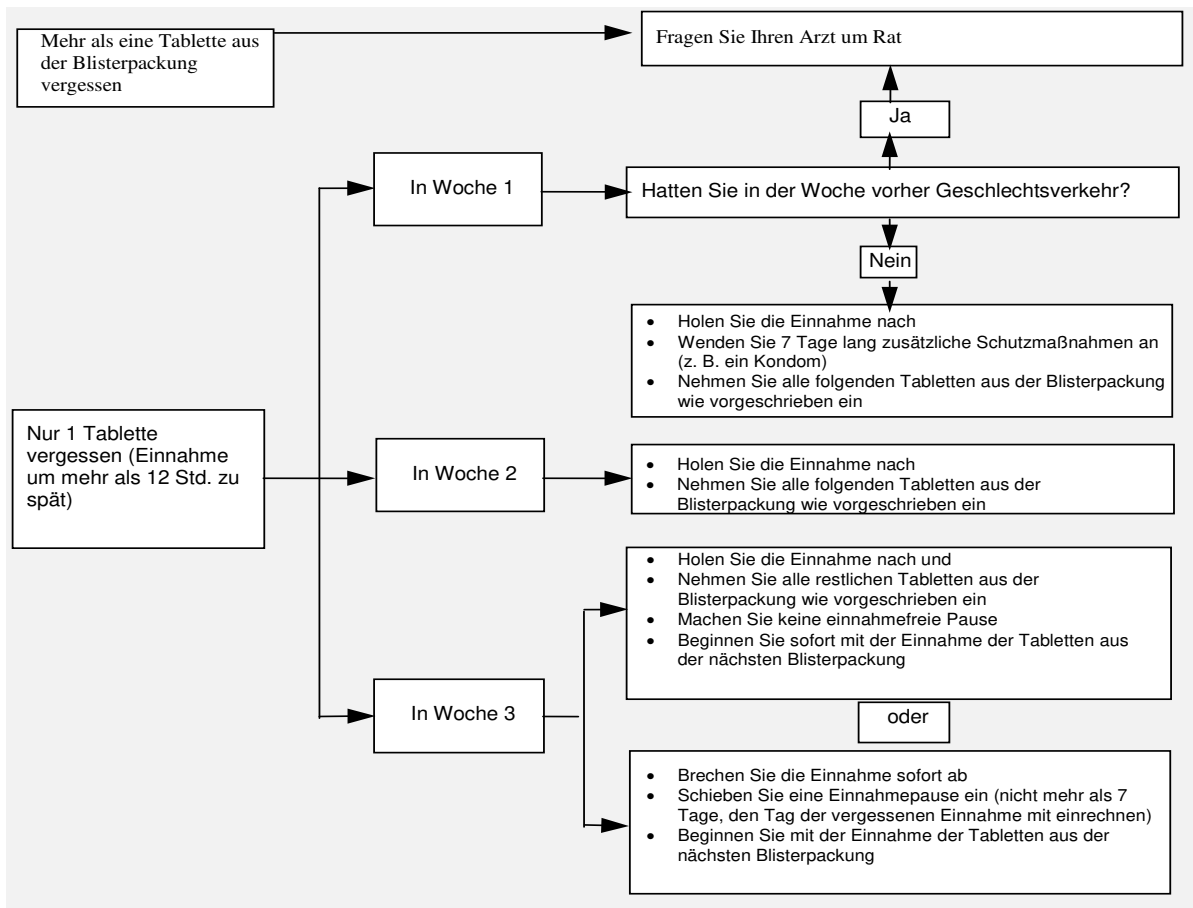 Mehr als eine Tablette aus
der Blisterpackung
vergessen
Fragen Sie Ihren Arzt um Rat
Ja
In Woche 1
Hatten Sie in der Woche vorher Geschlechtsverkehr?
Nein
• Holen Sie die Einnahme nach
• Wenden Sie 7 Tage lang zusätzliche Schutzmaßnahmen an
(z. B. ein Kondom)
• Nehmen Sie alle folgenden Tabletten aus der Blisterpackung
wie vorgeschrieben ein
Nur 1 Tablette
vergessen (Einnahme
um mehr als 12 Std. zu
spät)
In Woche 2
• Holen Sie die Einnahme nach
• Nehmen Sie alle folgenden Tabletten aus der
Blisterpackung wie vorgeschrieben ein
In Woche 3
• Holen Sie die Einnahme nach und
• Nehmen Sie alle restlichen Tabletten aus der
Blisterpackung wie vorgeschrieben ein
• Machen Sie keine einnahmefreie Pause
• Beginnen Sie sofort mit der Einnahme der Tabletten aus
der nächsten Blisterpackung
oder
• Brechen Sie die Einnahme sofort ab
• Schieben Sie eine Einnahmepause ein (nicht mehr als 7
Tage, den Tag der vergessenen Einnahme mit einrechnen)
• Beginnen Sie mit der Einnahme der Tabletten aus der
nächsten Blisterpackung